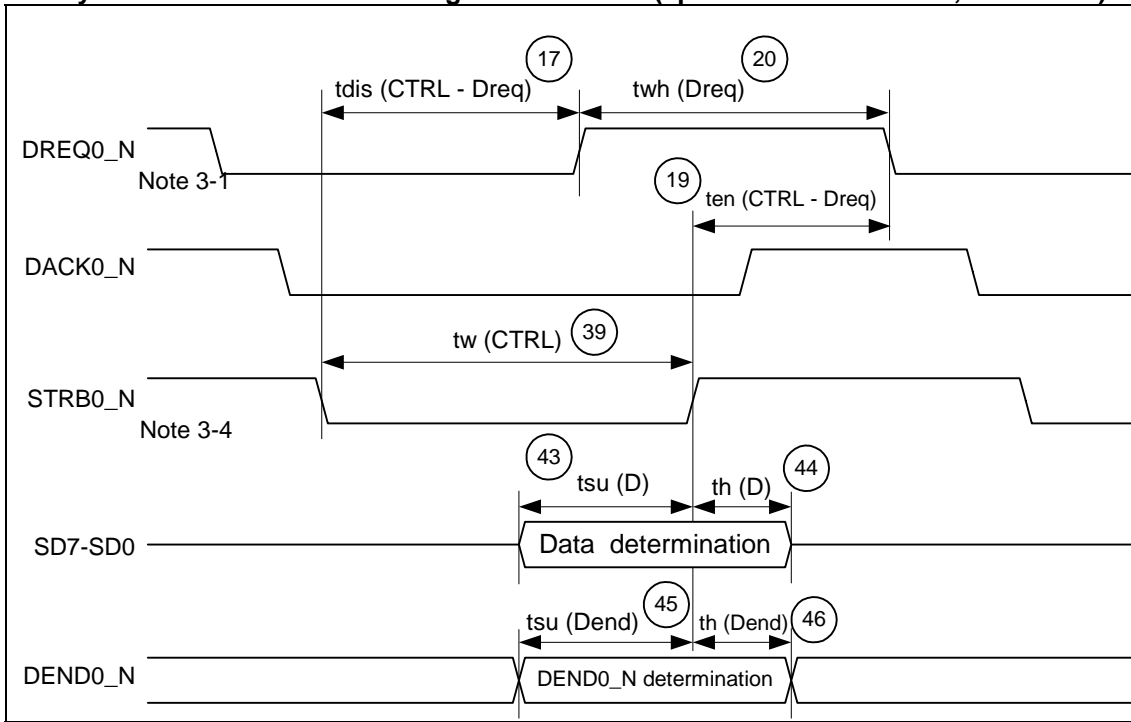 17
20
tdis (CTRL - Dreq)
twh (Dreq)
DREQ0_N
Note 3-1
19
ten (CTRL - Dreq)
DACK0_N
tw (CTRL)
39
STRB0_N
Note 3-4
43
44
tsu (D)
th (D)
SD7-SD0
Data determination
45
46
tsu (Dend)
th (Dend)
DEND0_N
DEND0_N determination